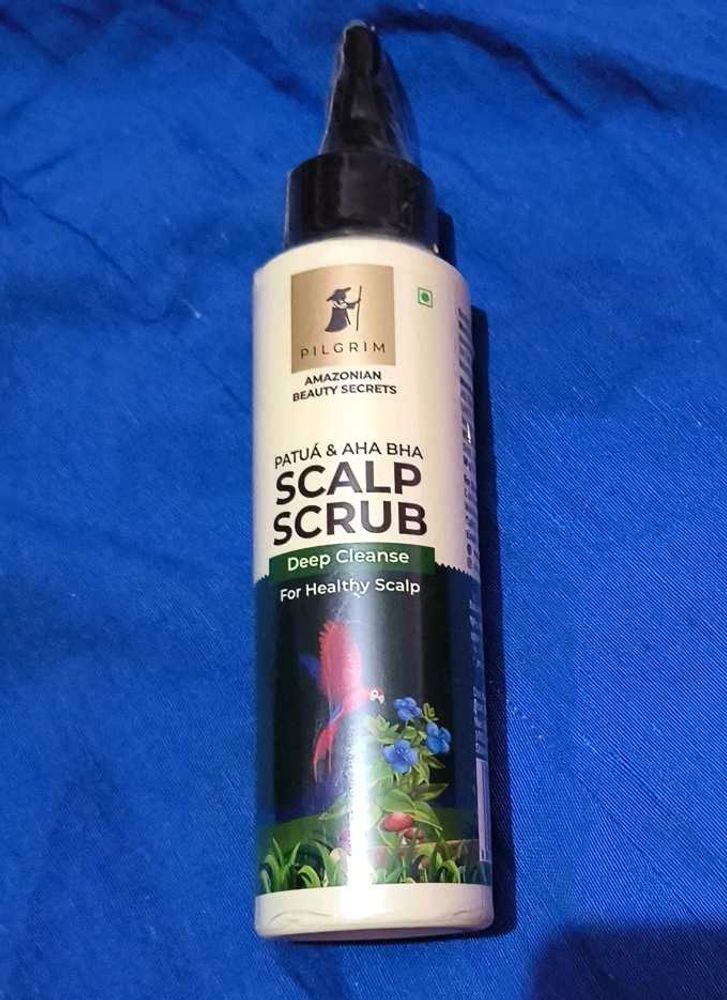 PILGRIM
AMAZONIAN
BEAUTY SECRETS
PATUÁ & AHA BHA
SCALP
SCRUB
Deep Cleanse
For Healthy Scalp